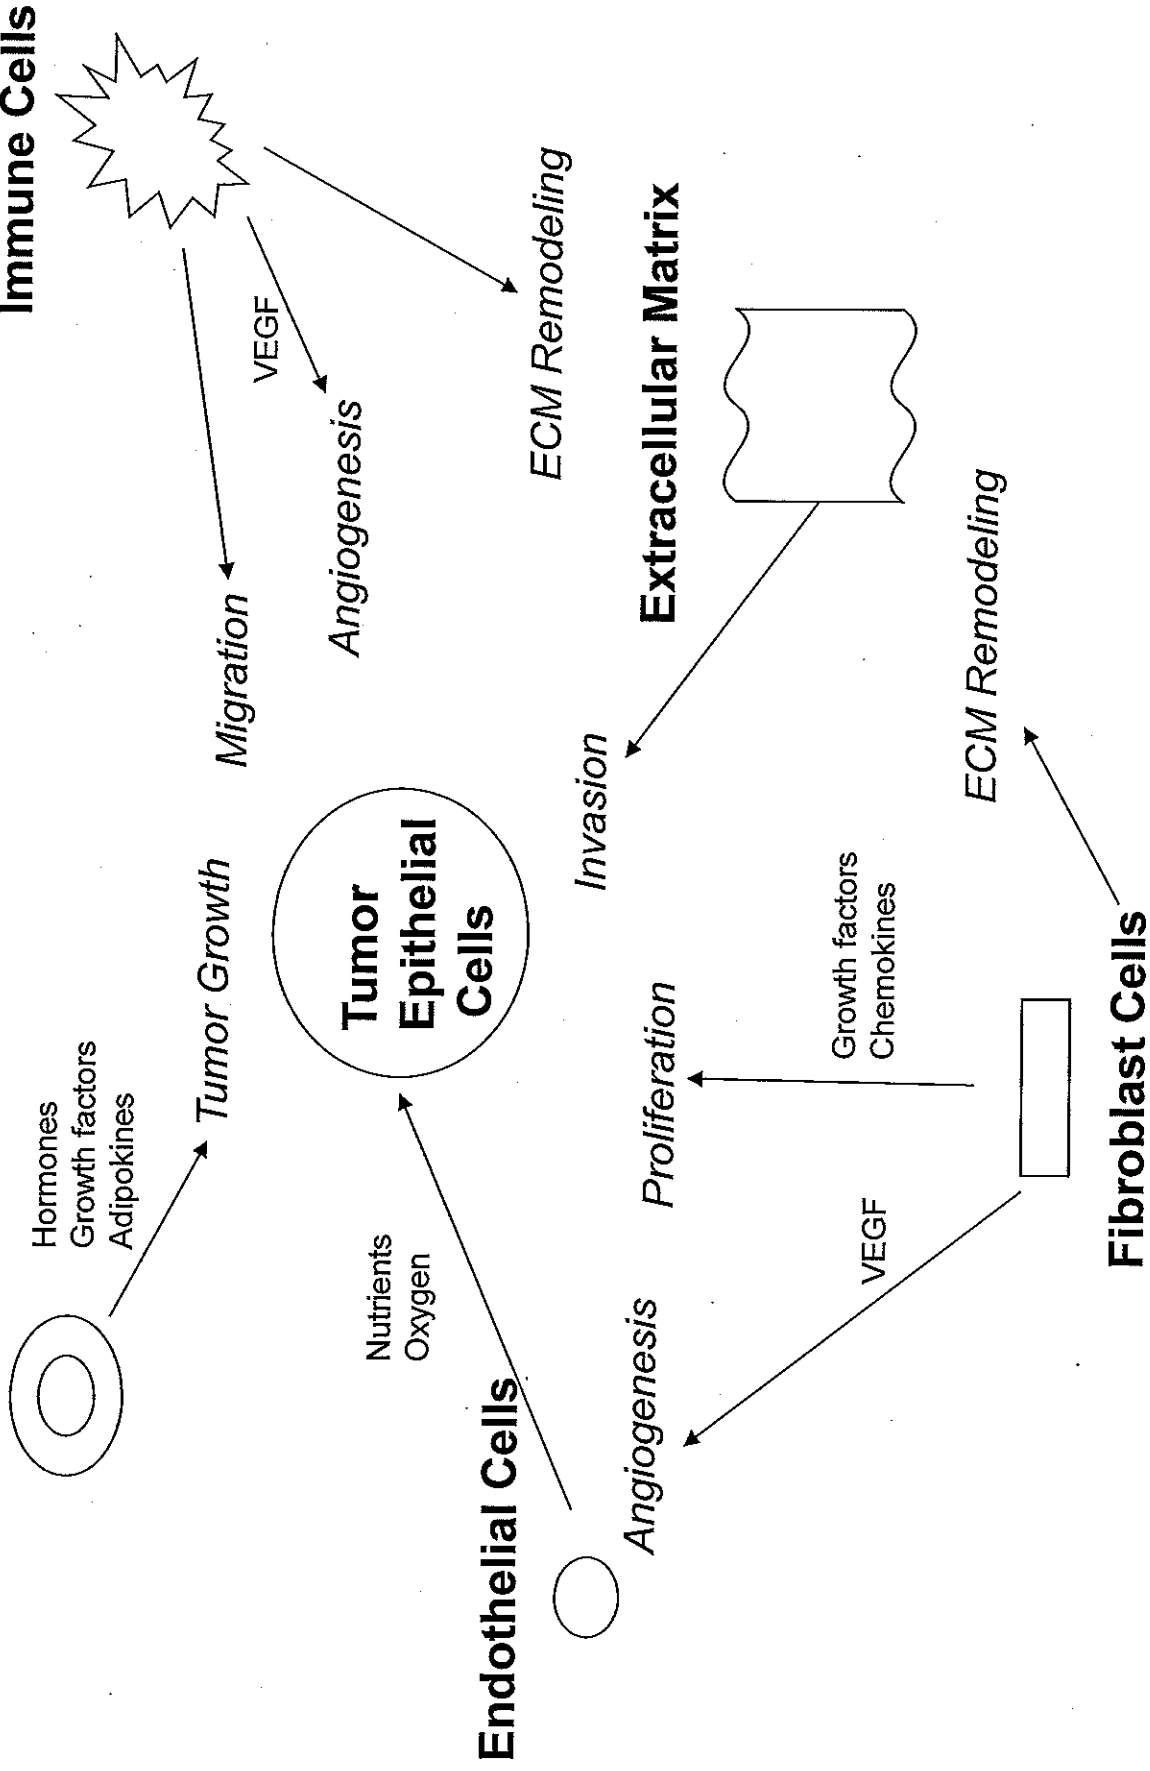 Immune Cells
Hormones
Growth factors
Adipokines
Tumor Growth
Migration
VEGF
Angiogenesis
ECM Remodeling
Tumor
Epithelial
Cells
Nutrients
Oxygen
Endothelial Cells
Angiogenesis
Proliferation
Invasion
Extracellular Matrix
VEGF
Growth factors
Chemokines
ECM Remodeling
Fibroblast Cells